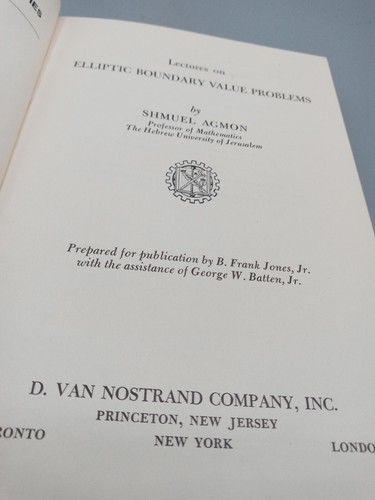 Lectures on
ELLIPTIC BOUNDARY VALUE PROBLEMS
by
SHMUEL AGMON
Professor of Mathematics
The Hebrew University of Jerusalem
Prepared for publication by B. Frank Jones, Jr.
with the assistance of George W. Batten, Jr.
D. VAN NOSTRAND COMPANY, INC.
PRINCETON, NEW JERSEY
NEW YORK